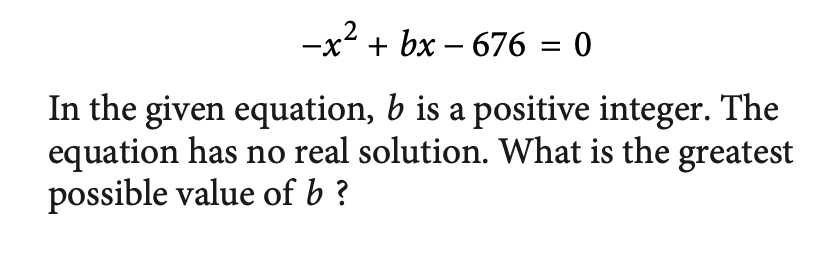 −x² + bx − 676 = 0
In the given equation, b is a positive integer. The
equation has no real solution. What is the greatest
possible value of b ?